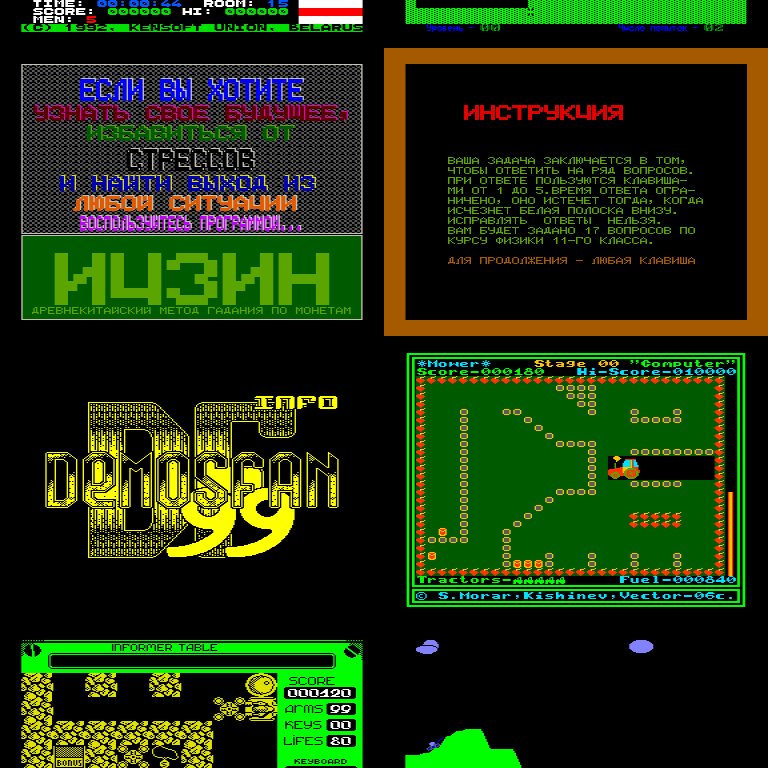 TIME: 00:00:44 ROOM: 15
SCORE: 000000 HI: 000000
MEN: 5
(C) 1992. KENSOFT UNION. BELARUS
00
02
ЕСЛИ ВЫ ХОТИТЕ
УЗНАТЬ СВОЕ БУДУЩЕЕ,
ИЗБАВИТЬСЯ ОТ
СТРЕССОВ
И НАЙТИ ВЫХОД ИЗ
ЛЮБОЙ СИТУАЦИИ
ВОСПОЛЬЗУЙТЕСЬ ПРОГРАММОЙ...
ИЦЗИН
ДРЕВНЕКИТАЙСКИЙ МЕТОД ГАДАНИЯ ПО МОНЕТАМ
ИНСТРУКЦИЯ
ВАША ЗАДАЧА ЗАКЛЮЧАЕТСЯ В ТОМ,
ЧТОБЫ ОТВЕТИТЬ НА РЯД ВОПРОСОВ.
ПРИ ОТВЕТЕ ПОЛЬЗУЮТСЯ КЛАВИША-
МИ ОТ 1 ДО 5.ВРЕМЯ ОТВЕТА ОГРА-
НИЧЕНО, ОНО ИСТЕЧЕТ ТОГДА, КОГДА
ИСЧЕЗНЕТ БЕЛАЯ ПОЛОСКА ВНИЗУ.
ИСПРАВЛЯТЬ ОТВЕТЫ НЕЛЬЗЯ.
ВАМ БУДЕТ ЗАДАНО 17 ВОПРОСОВ ПО
КУРСУ ФИЗИКИ 11-ГО КЛАССА.
ДЛЯ ПРОДОЛЖЕНИЯ - ЛЮБАЯ КЛАВИША
INFO
DF
DEMOSFAN
99
*Mower* Stage 00 "Computer"
Score-000180 Hi-Score-010000
Tractors- Fuel-000840
© S.Morar,Kishinev,Vector-06c.
INFORMER TABLE
SCORE
000120
ARMS 99
KEYS 00
LIFES 80
KEYBOARD
BONUS